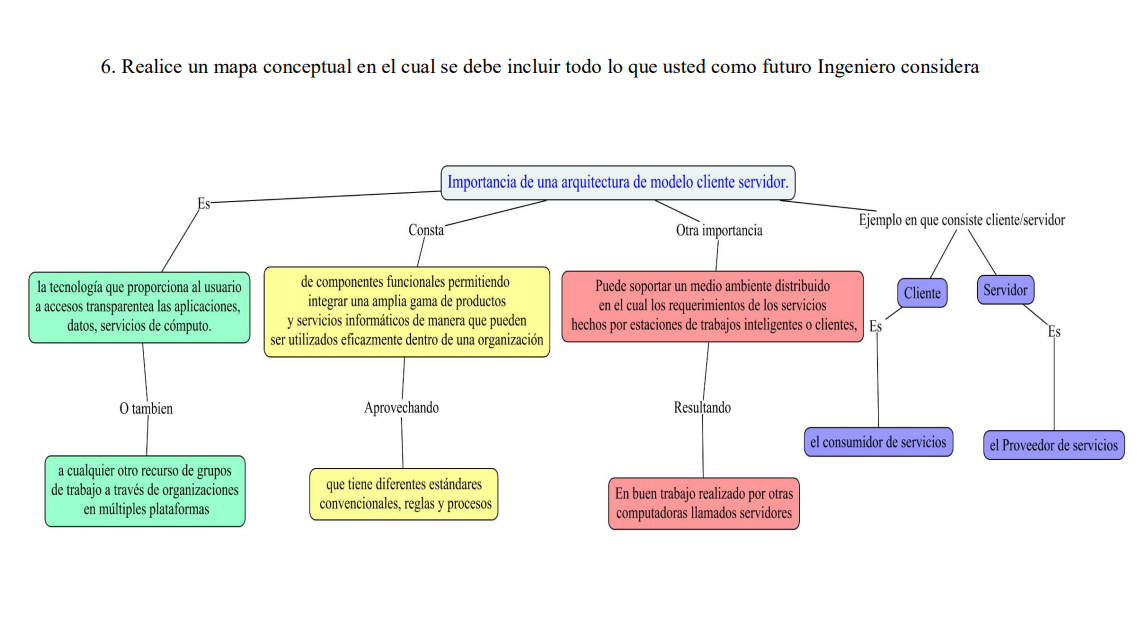 6. Realice un mapa conceptual en el cual se debe incluir todo lo que usted como futuro Ingeniero considera
Importancia de una arquitectura de modelo cliente servidor.
Es
la tecnología que proporciona al usuario
a accesos transparentea las aplicaciones,
datos, servicios de cómputo.
O tambien
a cualquier otro recurso de grupos
de trabajo a través de organizaciones
en múltiples plataformas
Consta
de componentes funcionales permitiendo
integrar una amplia gama de productos
y servicios informáticos de manera que pueden
ser utilizados eficazmente dentro de una organización
Aprovechando
que tiene diferentes estándares
convencionales, reglas y procesos
Otra importancia
Puede soportar un medio ambiente distribuido
en el cual los requerimientos de los servicios
hechos por estaciones de trabajos inteligentes o clientes,
Resultando
En buen trabajo realizado por otras
computadoras llamados servidores
Ejemplo en que consiste cliente/servidor
Cliente
Es
el consumidor de servicios
Servidor
Es
el Proveedor de servicios